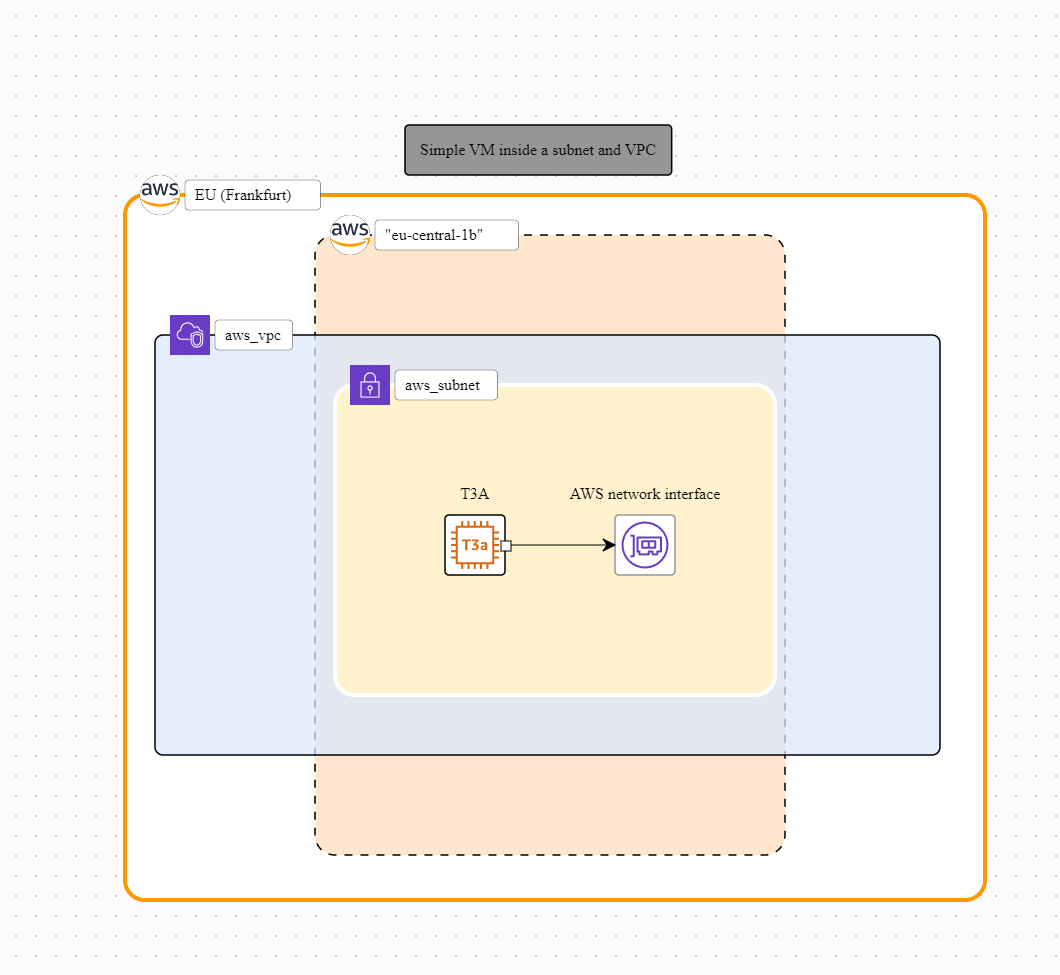 Simple VM inside a subnet and VPC
aws
EU (Frankfurt)
aws
"eu-central-1b"
aws_vpc
aws_subnet
T3A
AWS network interface
T3a